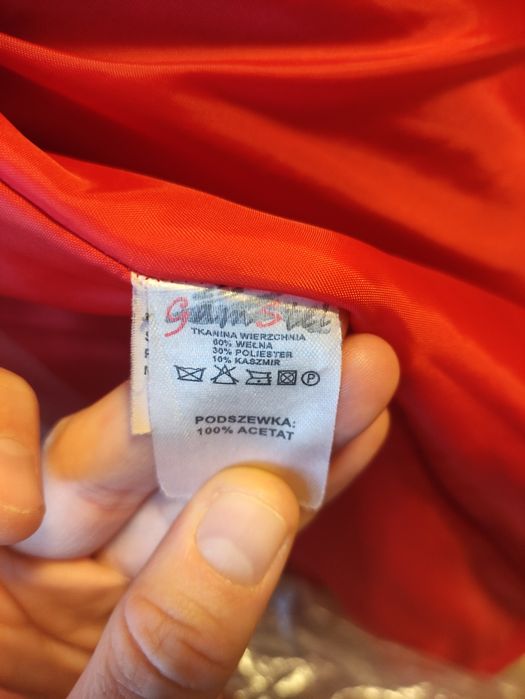 TKANINA WIERZCHNIA
60% WEŁNA
30% POLIESTER
10% KASZMIR
P
PODSZEWKA:
100% ACETAT